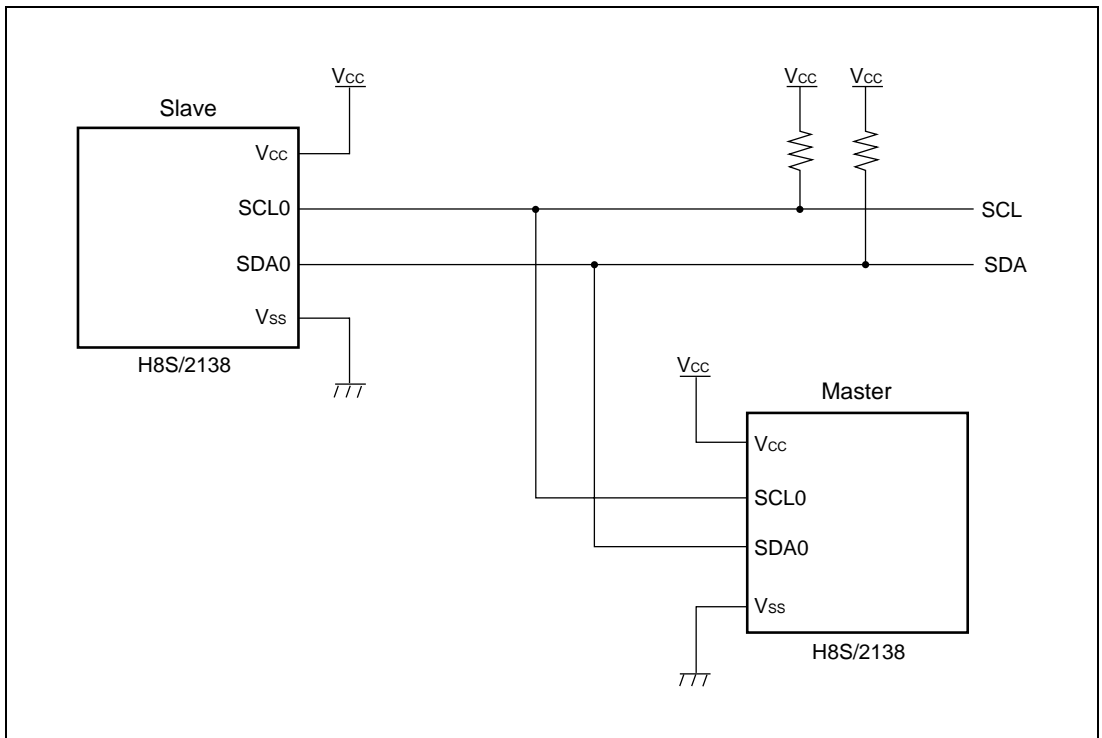 Vcc
Vcc
Vcc
Slave
Vcc
SCL0
SCL
SDA0
SDA
Vss
H8S/2138
Vcc
Master
Vcc
SCL0
SDA0
Vss
H8S/2138